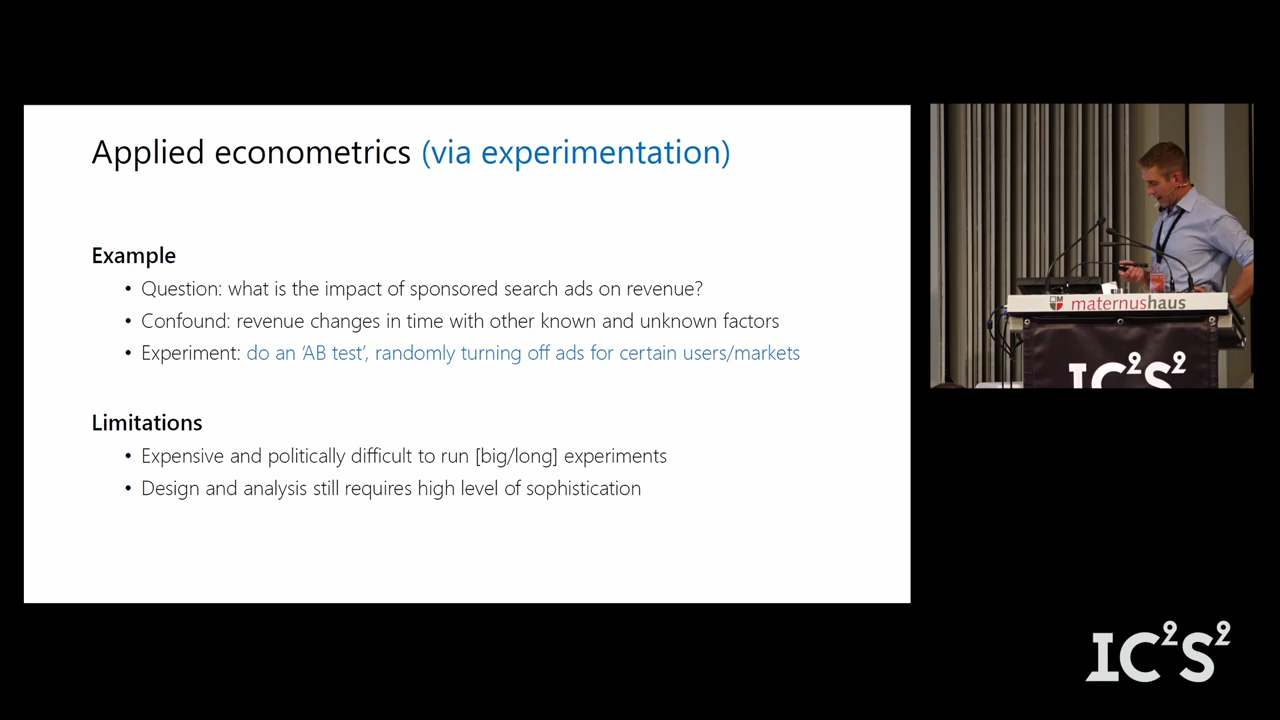 Applied econometrics (via experimentation)
Example
• Question: what is the impact of sponsored search ads on revenue?
• Confound: revenue changes in time with other known and unknown factors
• Experiment: do an ‘AB test’, randomly turning off ads for certain users/markets
Limitations
• Expensive and politically difficult to run [big/long] experiments
• Design and analysis still requires high level of sophistication
maternushaus
IC²S²
IC²S²